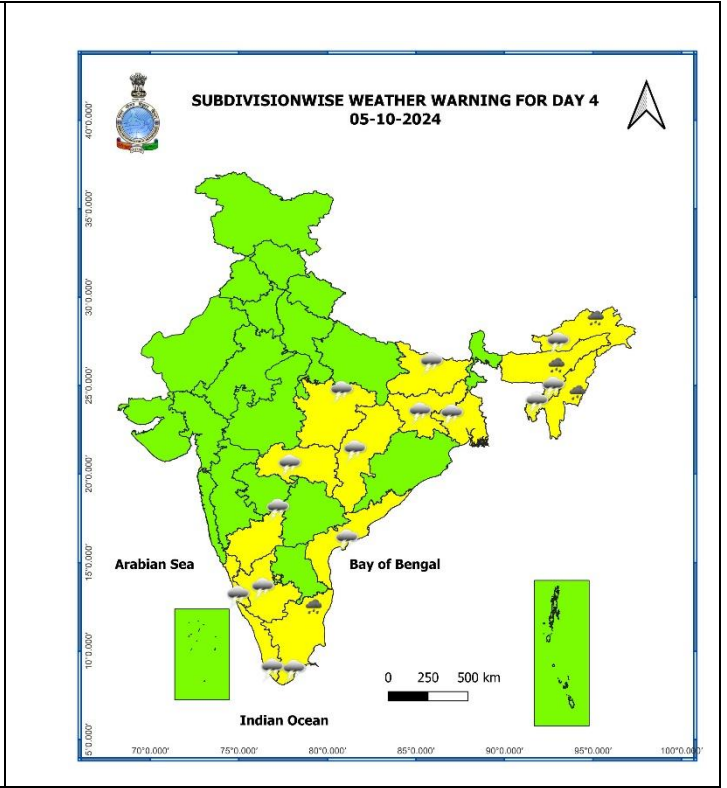 SUBDIVISIONWISE WEATHER WARNING FOR DAY 4
05-10-2024
40°0.000'
35°0.000'
30°0.000'
25°0.000'
20°0.000'
15°0.000'
10°0.000'
5°0.000'
Arabian Sea
Bay of Bengal
0 250 500 km
Indian Ocean
70°0.000' 75°0.000' 80°0.000' 85°0.000' 90°0.000' 95°0.000' 100°0.000'